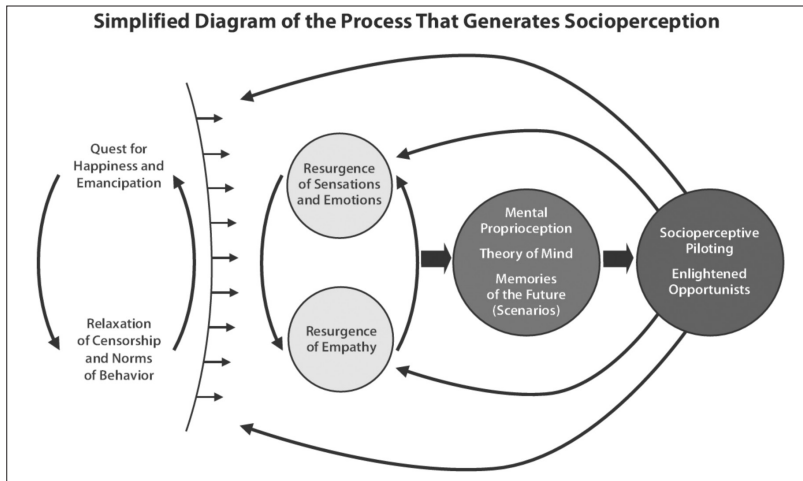 Simplified Diagram of the Process That Generates Socioperception
Quest for
Happiness and
Emancipation
Relaxation
of Censorship
and Norms
of Behavior
Resurgence
of Sensations
and Emotions
Resurgence
of Empathy
Mental
Proprioception
Theory of Mind
Memories
of the Future
(Scenarios)
Socioperceptive
Piloting
Enlightened
Opportunists